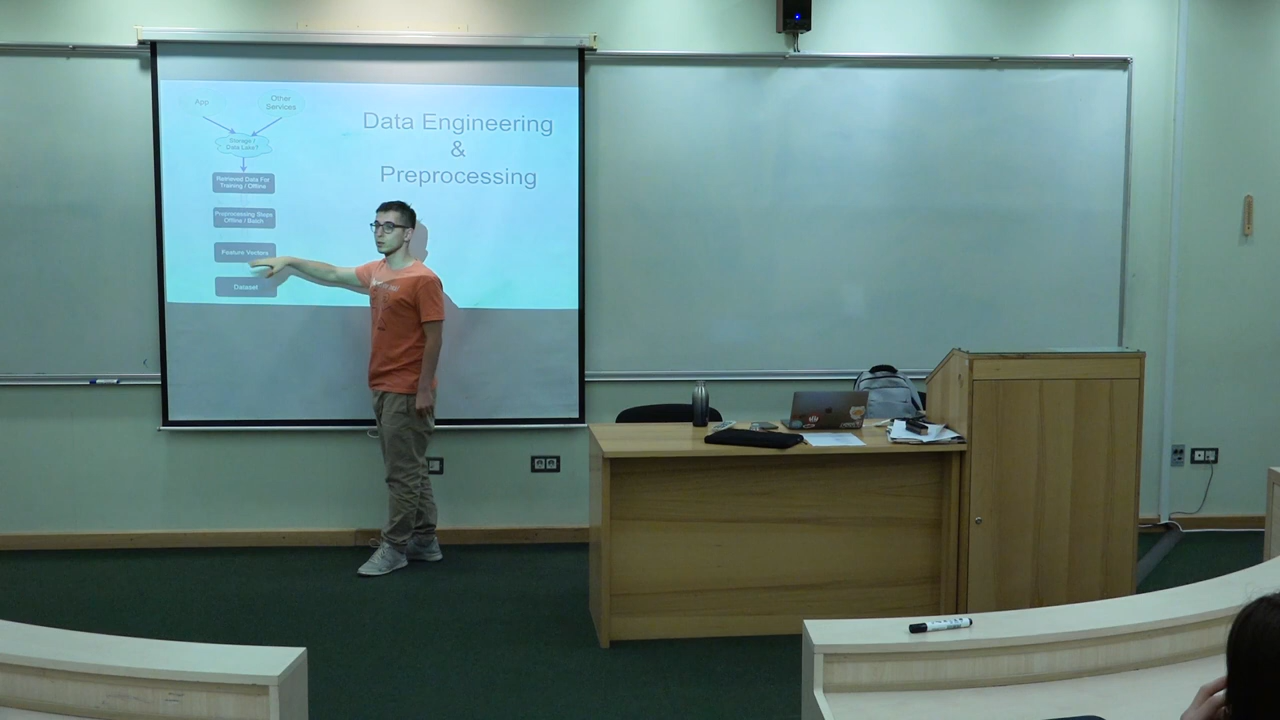 App
Other
Services
Storage /
Data Lake?
Retrieved Data For
Training / Offline
Preprocessing Steps
Offline / Batch
Feature Vectors
Dataset
Data Engineering
&
Preprocessing